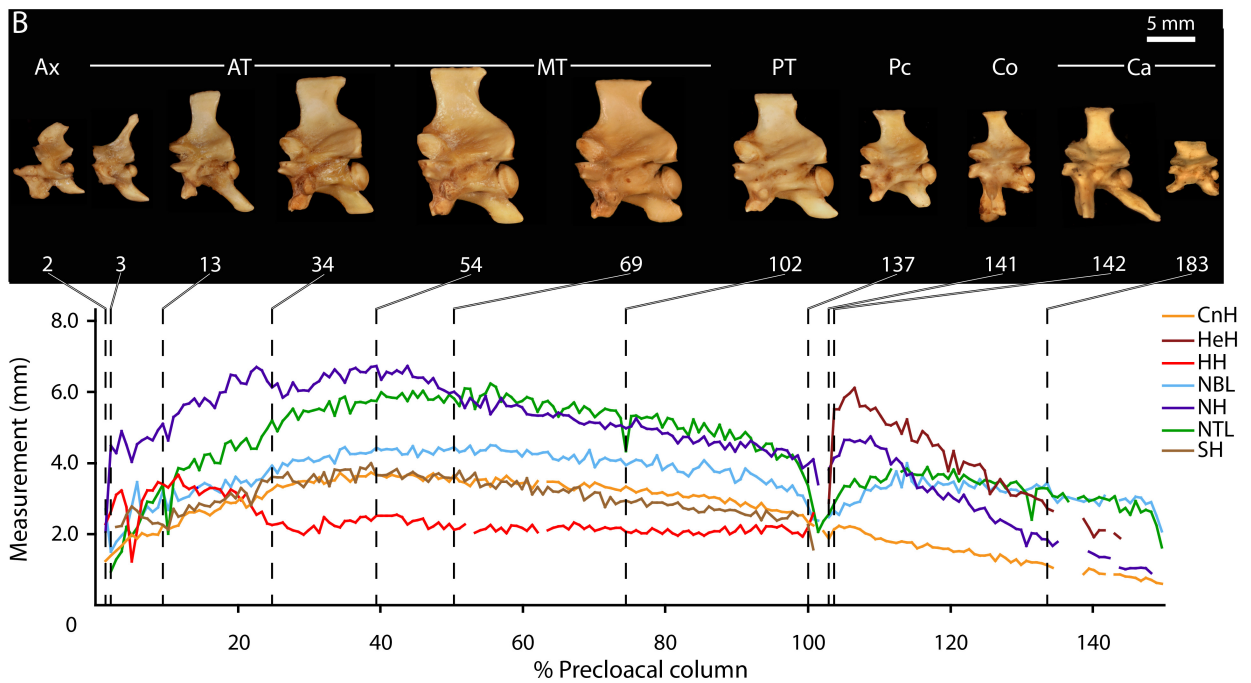 B
5 mm
Ax AT MT PT Pc Co Ca
2 3 13 34 54 69 102 137 141 142 183
8.0
6.0
4.0
2.0
0
Measurement (mm)
20 40 60 80 100 120 140
% Precloacal column
CnH
HeH
HH
NBL
NH
NTL
SH